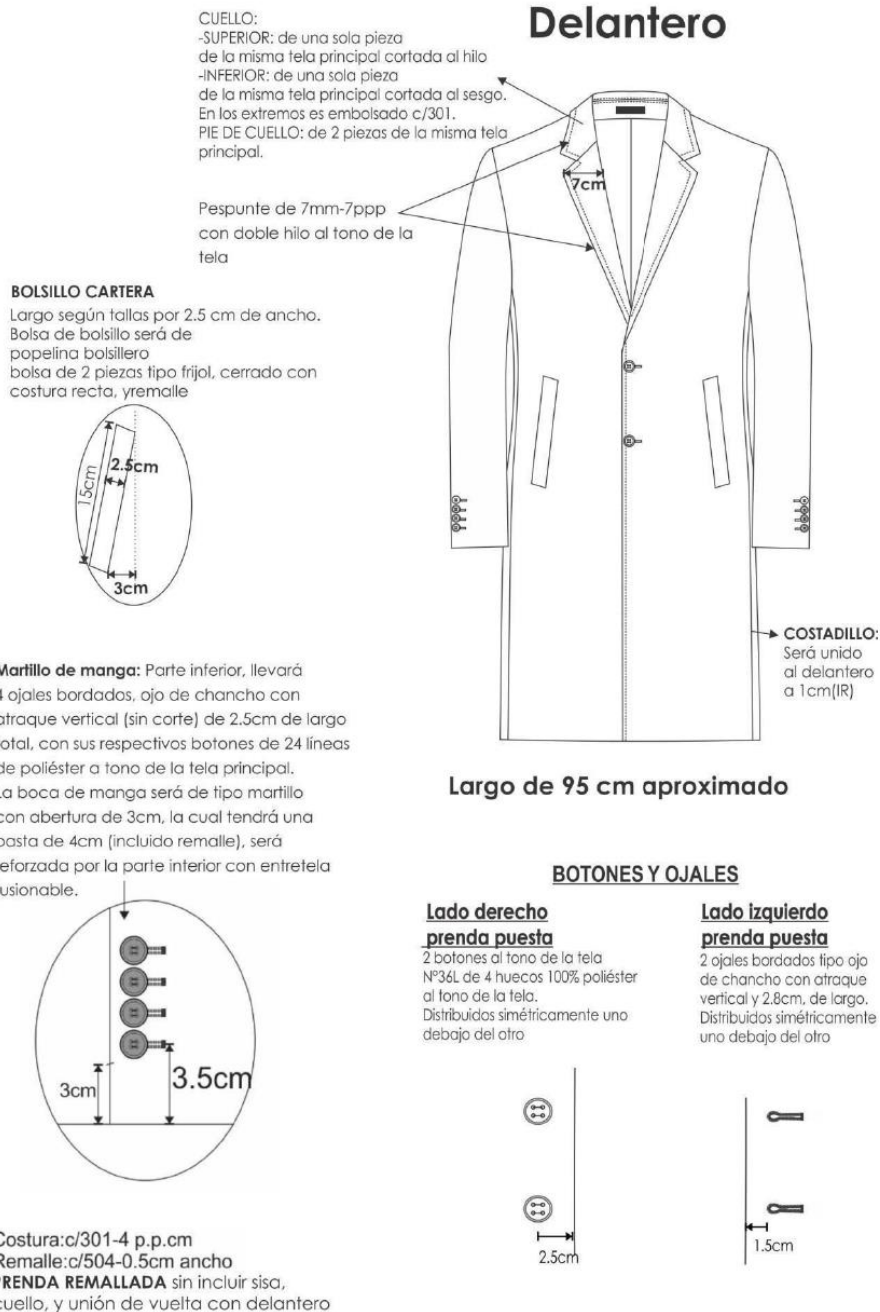 Delantero
CUELLO:
-SUPERIOR: de una sola pieza
de la misma tela principal cortada al hilo
-INFERIOR: de una sola pieza
de la misma tela principal cortada al sesgo.
En los extremos es embolsado c/301.
PIE DE CUELLO: de 2 piezas de la misma tela
principal.
7cm
Pespunte de 7mm-7ppp
con doble hilo al tono de la
tela
BOLSILLO CARTERA
Largo según tallas por 2.5 cm de ancho.
Bolsa de bolsillo será de
popelina bolsillero
bolsa de 2 piezas tipo frijol, cerrado con
costura recta, yremalle
15cm
2.5cm
3cm
COSTADILLO:
Será unido
al delantero
a 1cm(IR)
Martillo de manga: Parte inferior, llevará
4 ojales bordados, ojo de chancho con
atraque vertical (sin corte) de 2.5cm de largo
total, con sus respectivos botones de 24 líneas
de poliéster a tono de la tela principal.
La boca de manga será de tipo martillo
con abertura de 3cm, la cual tendrá una
basta de 4cm (incluido remalle), será
reforzada por la parte interior con entretela
fusionable.
3cm
3.5cm
Largo de 95 cm aproximado
BOTONES Y OJALES
Lado derecho
prenda puesta
2 botones al tono de la tela
N°36L de 4 huecos 100% poliéster
al tono de la tela.
Distribuidos simétricamente uno
debajo del otro
2.5cm
Lado izquierdo
prenda puesta
2 ojales bordados tipo ojo
de chancho con atraque
vertical y 2.8cm, de largo.
Distribuidos simétricamente
uno debajo del otro
1.5cm
Costura:c/301-4 p.p.cm
Remalle:c/504-0.5cm ancho
PRENDA REMALLADA sin incluir sisa,
cuello, y unión de vuelta con delantero